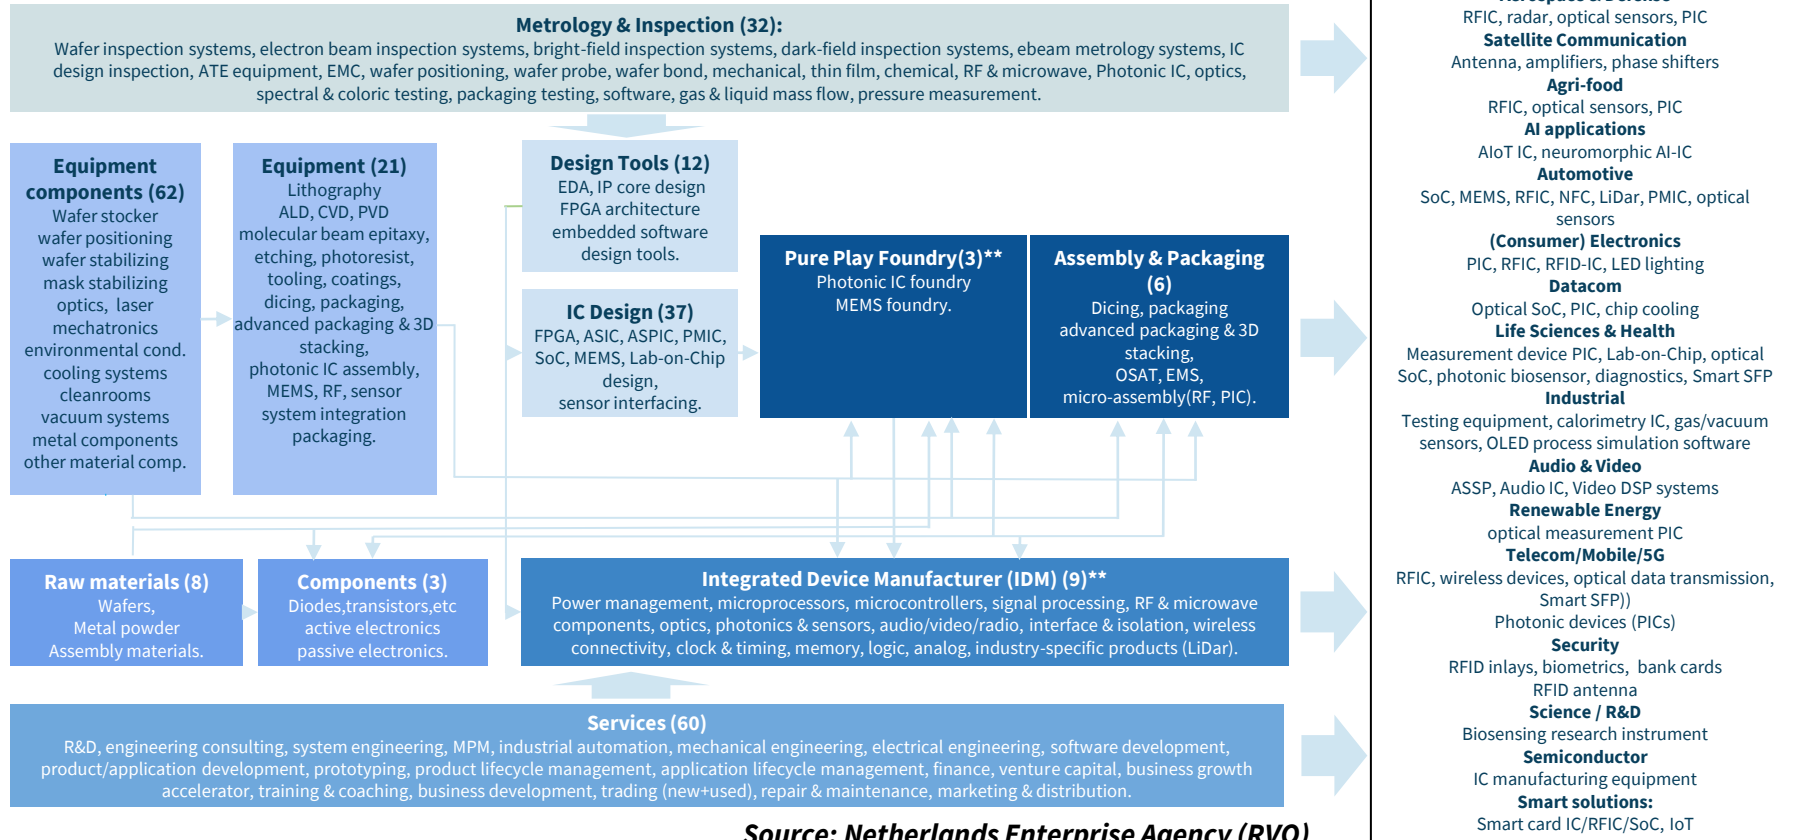 Metrology & Inspection (32):
Wafer inspection systems, electron beam inspection systems, bright-field inspection systems, dark-field inspection systems, ebeam metrology systems, IC
design inspection, ATE equipment, EMC, wafer positioning, wafer probe, wafer bond, mechanical, thin film, chemical, RF & microwave, Photonic IC, optics,
spectral & coloric testing, packaging testing, software, gas & liquid mass flow, pressure measurement.
Equipment
components (62)
Wafer stocker
wafer positioning
wafer stabilizing
mask stabilizing
optics, laser
mechatronics
environmental cond.
cooling systems
cleanrooms
vacuum systems
metal components
other material comp.
Equipment (21)
Lithography
ALD, CVD, PVD
molecular beam epitaxy,
etching, photoresist,
tooling, coatings,
dicing, packaging,
advanced packaging & 3D
stacking,
photonic IC assembly,
MEMS, RF, sensor
system integration
packaging.
Design Tools (12)
EDA, IP core design
FPGA architecture
embedded software
design tools.
IC Design (37)
FPGA, ASIC, ASPIC, PMIC,
SoC, MEMS, Lab-on-Chip
design,
sensor interfacing.
Pure Play Foundry(3)**
Photonic IC foundry
MEMS foundry.
Assembly & Packaging
(6)
Dicing, packaging
advanced packaging & 3D
stacking,
OSAT, EMS,
micro-assembly(RF, PIC).
Raw materials (8)
Wafers,
Metal powder
Assembly materials.
Components (3)
Diodes,transistors,etc
active electronics
passive electronics.
Integrated Device Manufacturer (IDM) (9)**
Power management, microprocessors, microcontrollers, signal processing, RF & microwave
components, optics, photonics & sensors, audio/video/radio, interface & isolation, wireless
connectivity, clock & timing, memory, logic, analog, industry-specific products (LiDar).
Services (60)
R&D, engineering consulting, system engineering, MPM, industrial automation, mechanical engineering, electrical engineering, software development,
product/application development, prototyping, product lifecycle management, application lifecycle management, finance, venture capital, business growth
accelerator, training & coaching, business development, trading (new+used), repair & maintenance, marketing & distribution.
Source: Netherlands Enterprise Agency (RVO)
Aerospace & Defense
RFIC, radar, optical sensors, PIC
Satellite Communication
Antenna, amplifiers, phase shifters
Agri-food
RFIC, optical sensors, PIC
AI applications
AIoT IC, neuromorphic AI-IC
Automotive
SoC, MEMS, RFIC, NFC, LiDar, PMIC, optical
sensors
(Consumer) Electronics
PIC, RFIC, RFID-IC, LED lighting
Datacom
Optical SoC, PIC, chip cooling
Life Sciences & Health
Measurement device PIC, Lab-on-Chip, optical
SoC, photonic biosensor, diagnostics, Smart SFP
Industrial
Testing equipment, calorimetry IC, gas/vacuum
sensors, OLED process simulation software
Audio & Video
ASSP, Audio IC, Video DSP systems
Renewable Energy
optical measurement PIC
Telecom/Mobile/5G
RFIC, wireless devices, optical data transmission,
Smart SFP))
Photonic devices (PICs)
Security
RFID inlays, biometrics, bank cards
RFID antenna
Science / R&D
Biosensing research instrument
Semiconductor
IC manufacturing equipment
Smart solutions:
Smart card IC/RFIC/SoC, IoT